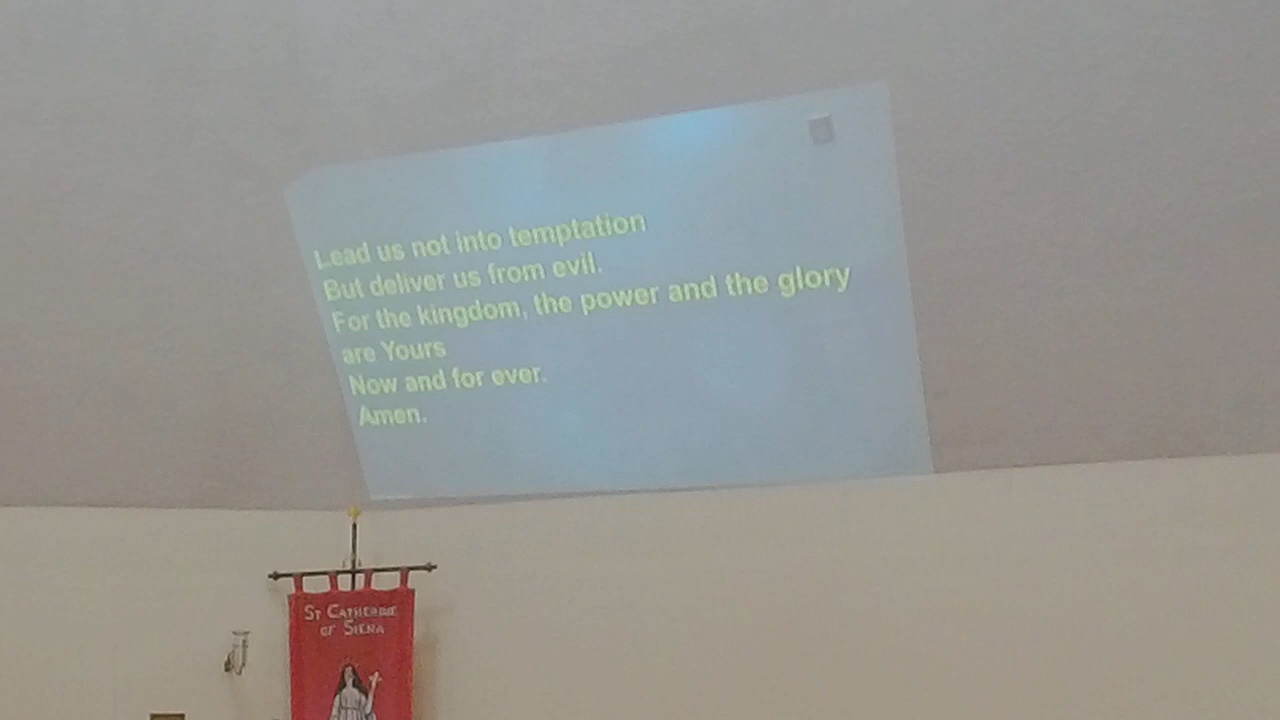 Lead us not into temptation
But deliver us from evil.
For the kingdom, the power and the glory
are Yours
Now and for ever.
Amen.
ST CATHERINE
OF SIENA